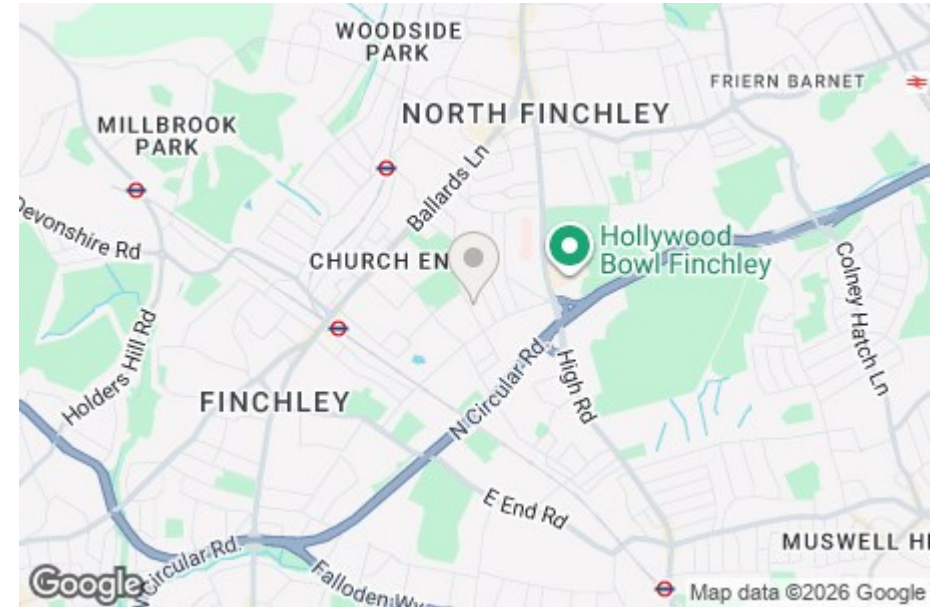 WOODSIDE
PARK
FRIERN BARNET
NORTH FINCHLEY
MILLBROOK
PARK
Ballards Ln
Devonshire Rd
CHURCH EN
Hollywood
Bowl Finchley
Colney Hatch Ln
Holders Hill Rd
N Circular Rd
High Rd
FINCHLEY
E End Rd
MUSWELL HI
N Circular Rd.
Falloden Wy
Google
Map data ©2026 Google